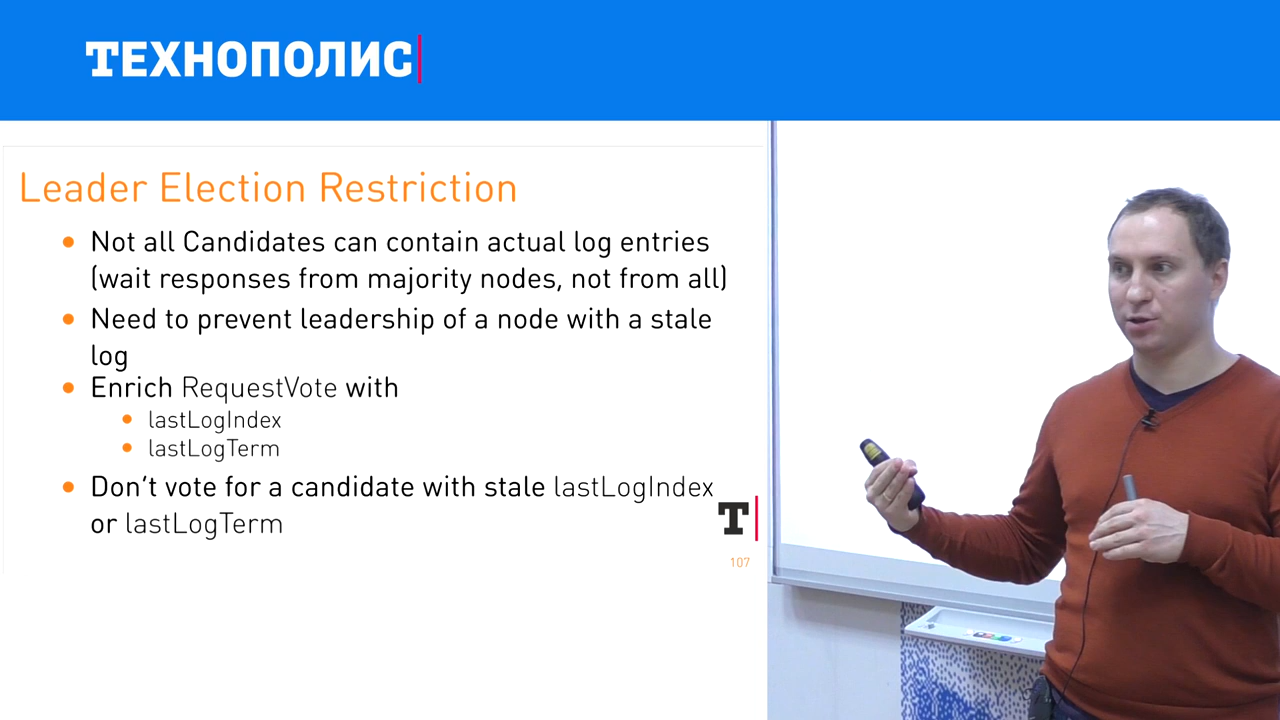 ТЕХНОПОЛИС
Leader Election Restriction
Not all Candidates can contain actual log entries
(wait responses from majority nodes, not from all)
Need to prevent leadership of a node with a stale
log
Enrich RequestVote with
lastLogIndex
lastLogTerm
Don't vote for a candidate with stale lastLogIndex
or lastLogTerm
Т
107